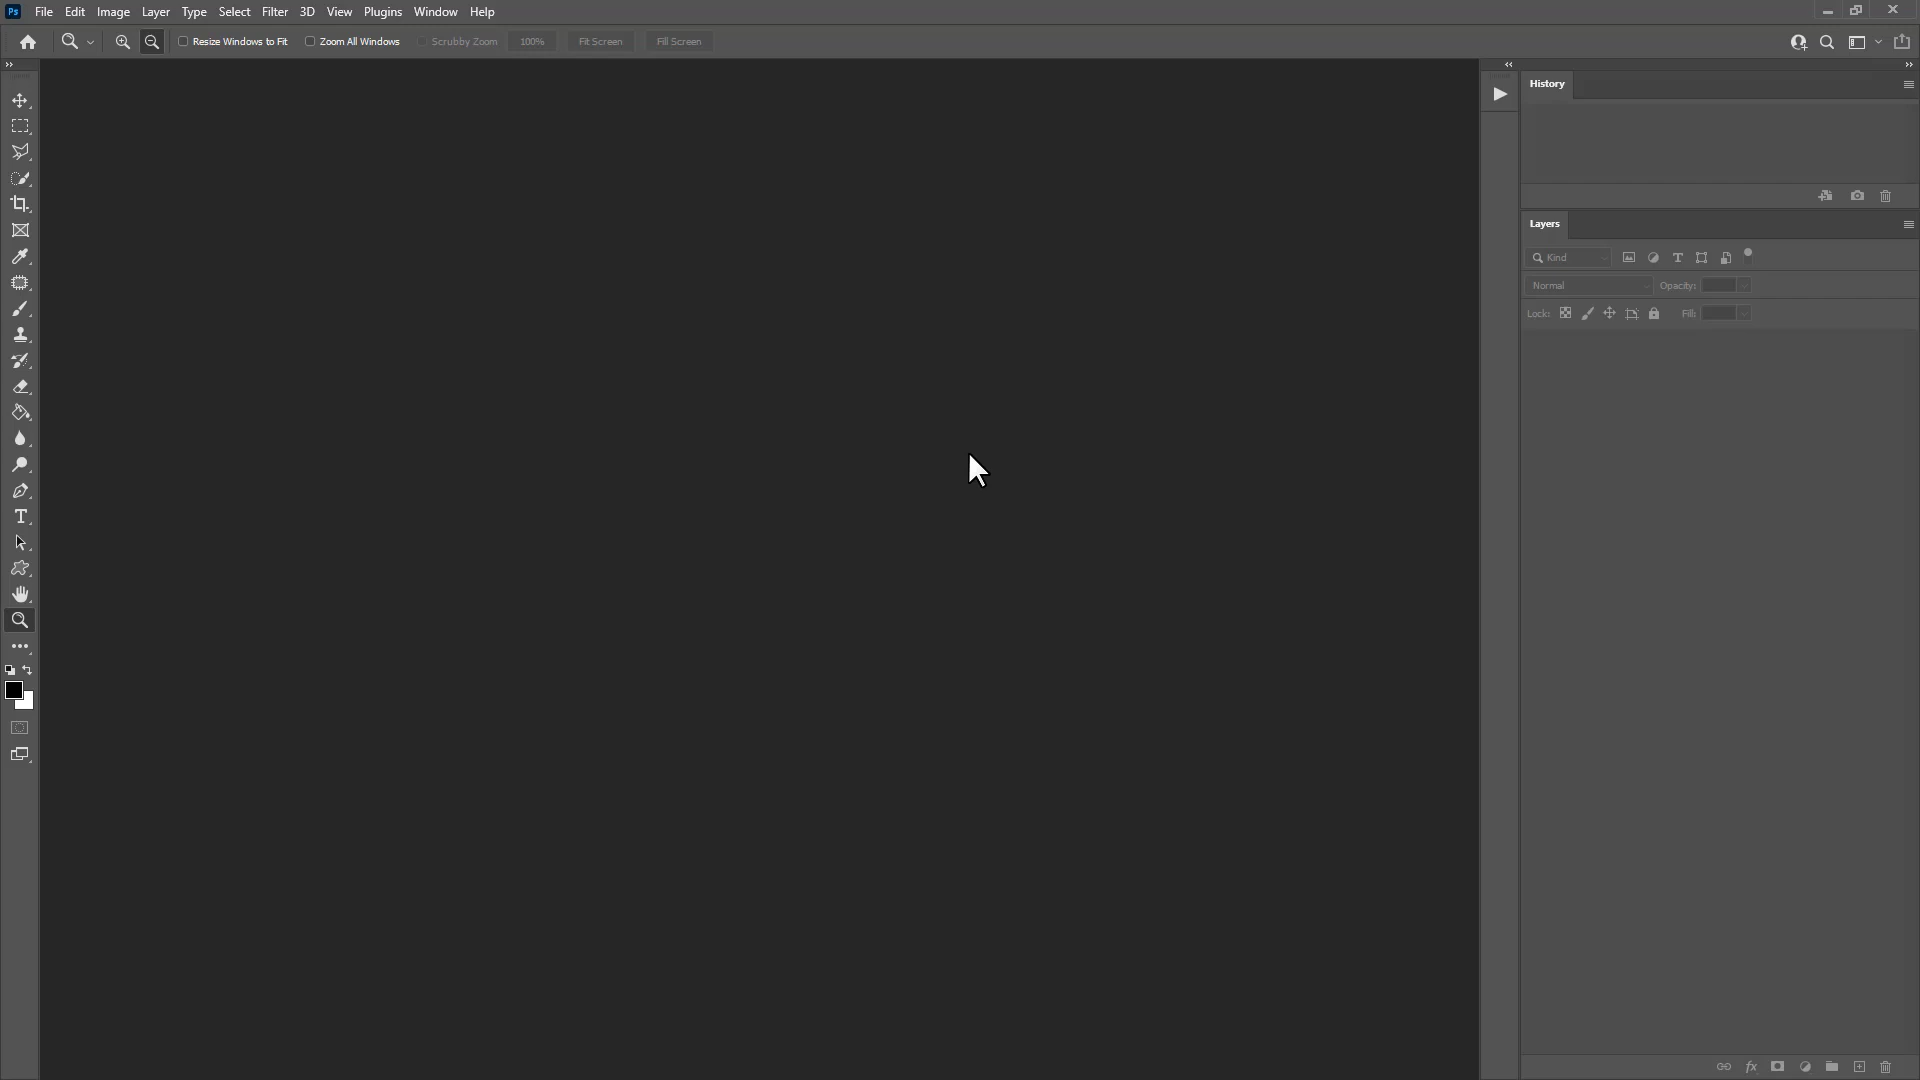 Ps File Edit Image Layer Type Select Filter 3D View Plugins Window Help
Resize Windows to Fit Zoom All Windows Scrubby Zoom 100% Fit Screen Fill Screen
History
Layers
Kind
Normal Opacity:
Lock: Fill:
fx